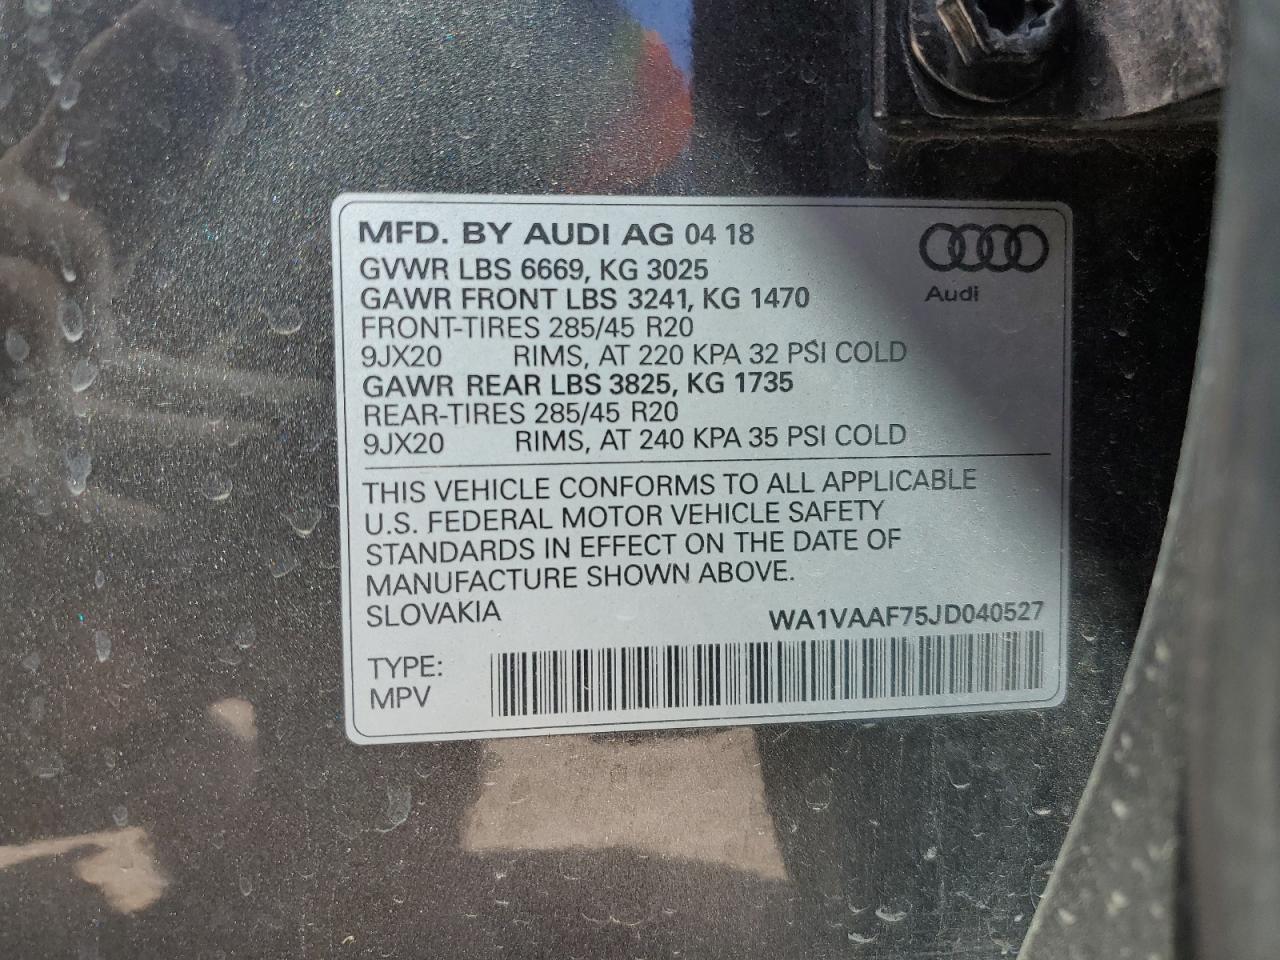 MFD. BY AUDI AG 04 18
Audi
GVWR LBS 6669, KG 3025
GAWR FRONT LBS 3241, KG 1470
FRONT-TIRES 285/45 R20
9JX20 RIMS, AT 220 KPA 32 PSI COLD
GAWR REAR LBS 3825, KG 1735
REAR-TIRES 285/45 R20
9JX20 RIMS, AT 240 KPA 35 PSI COLD
THIS VEHICLE CONFORMS TO ALL APPLICABLE
U.S. FEDERAL MOTOR VEHICLE SAFETY
STANDARDS IN EFFECT ON THE DATE OF
MANUFACTURE SHOWN ABOVE.
SLOVAKIA WA1VAAF75JD040527
TYPE:
MPV